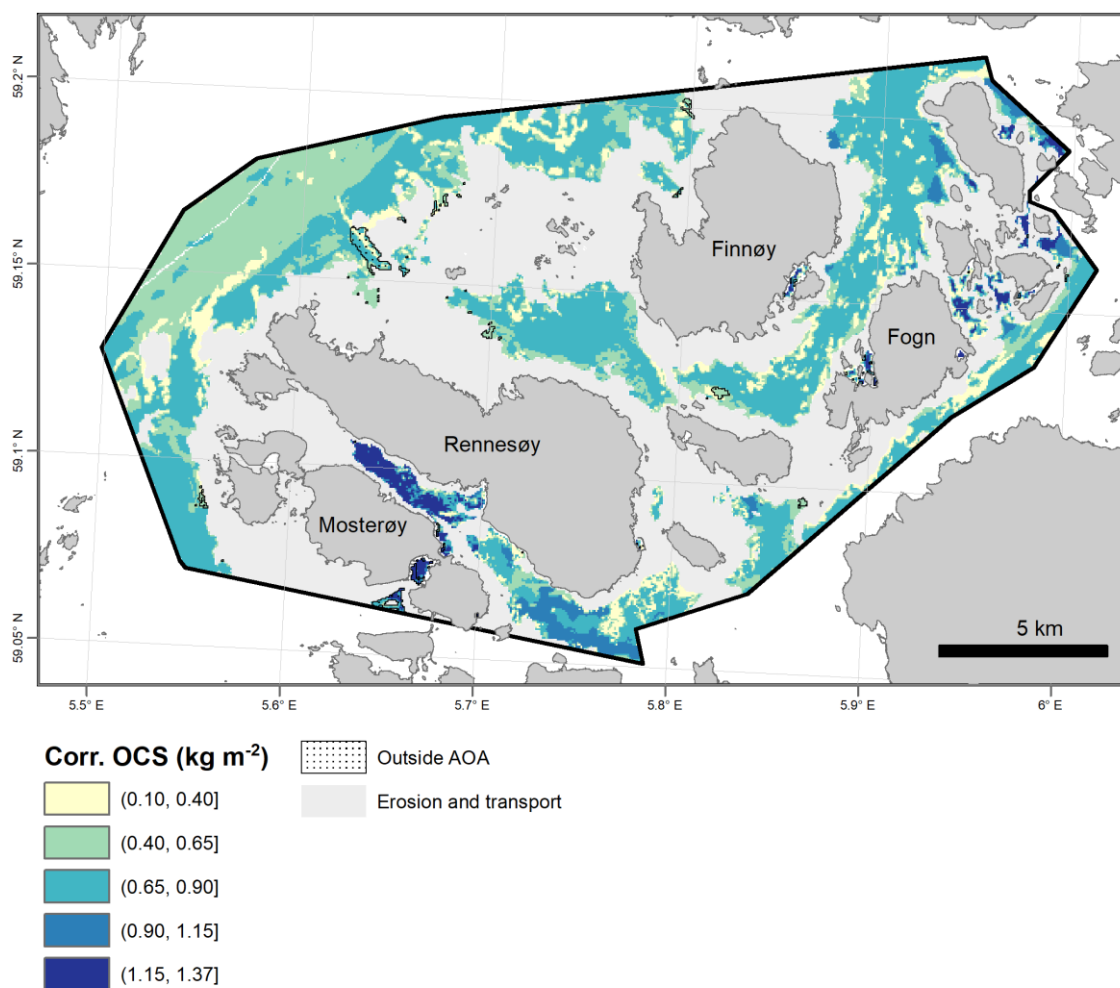 59.2° N
59.15° N
59.1° N
59.05° N
Finnøy
Fogn
Rennesøy
Mosterøy
5 km
5.5° E
5.6° E
5.7° E
5.8° E
5.9° E
6° E
Corr. OCS (kg m⁻²)
(0.10, 0.40]
(0.40, 0.65]
(0.65, 0.90]
(0.90, 1.15]
(1.15, 1.37]
Outside AOA
Erosion and transport